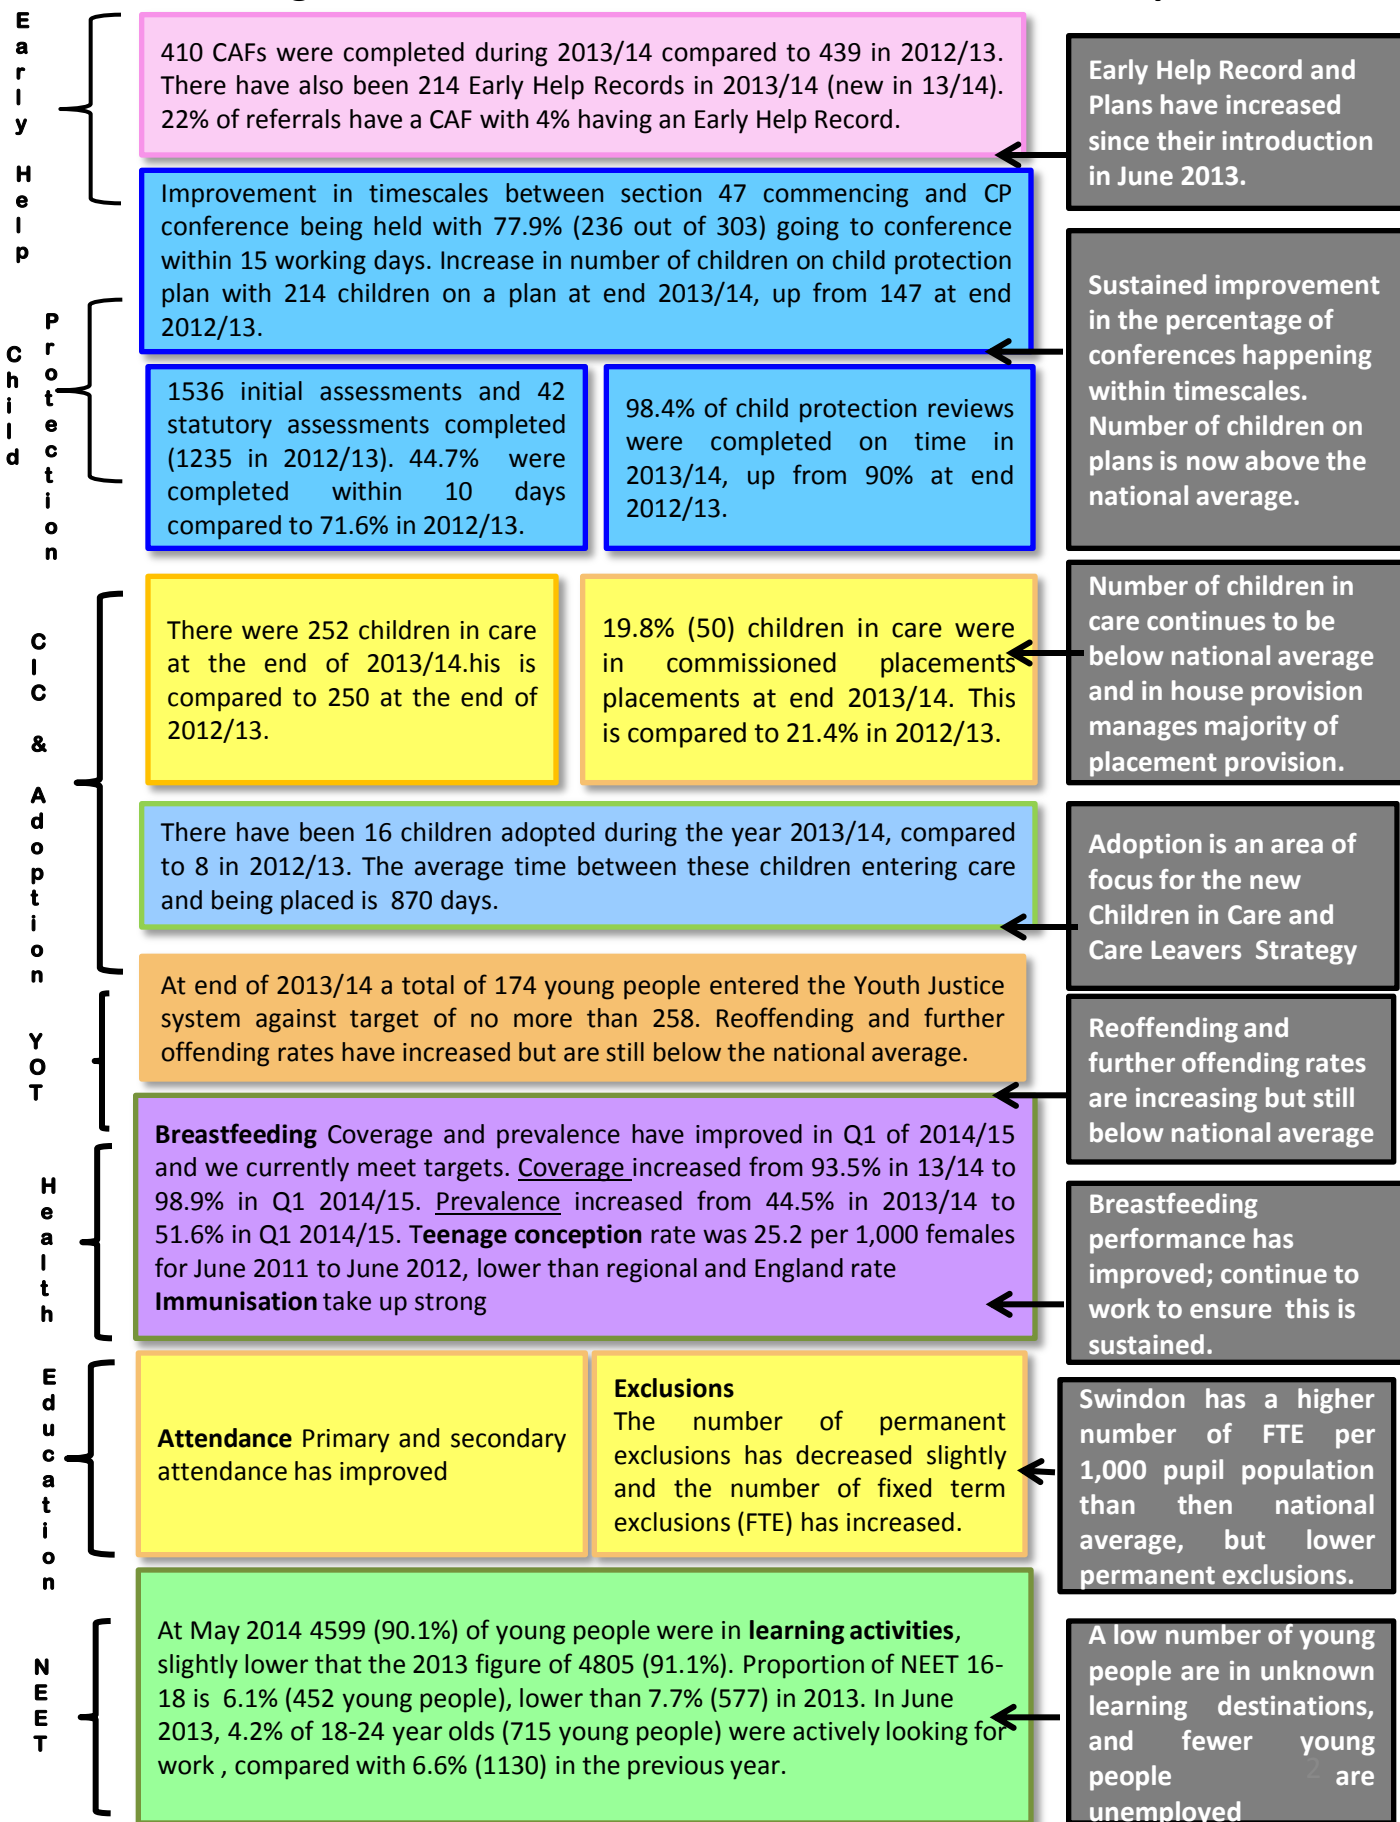 Early Help
410 CAFs were completed during 2013/14 compared to 439 in 2012/13.
There have also been 214 Early Help Records in 2013/14 (new in 13/14).
22% of referrals have a CAF with 4% having an Early Help Record.
Early Help Record and
Plans have increased
since their introduction
in June 2013.
Improvement in timescales between section 47 commencing and CP
conference being held with 77.9% (236 out of 303) going to conference
within 15 working days. Increase in number of children on child protection
plan with 214 children on a plan at end 2013/14, up from 147 at end
2012/13.
Child
Protection
1536 initial assessments and 42
statutory assessments completed
(1235 in 2012/13). 44.7% were
completed within 10 days
compared to 71.6% in 2012/13.
98.4% of child protection reviews
were completed on time in
2013/14, up from 90% at end
2012/13.
Sustained improvement
in the percentage of
conferences happening
within timescales.
Number of children on
plans is now above the
national average.
CIC & Adoption
There were 252 children in care
at the end of 2013/14.his is
compared to 250 at the end of
2012/13.
19.8% (50) children in care were
in commissioned placements
placements at end 2013/14. This
is compared to 21.4% in 2012/13.
Number of children in
care continues to be
below national average
and in house provision
manages majority of
placement provision.
There have been 16 children adopted during the year 2013/14, compared
to 8 in 2012/13. The average time between these children entering care
and being placed is 870 days.
Adoption is an area of
focus for the new
Children in Care and
Care Leavers Strategy
YOT
At end of 2013/14 a total of 174 young people entered the Youth Justice
system against target of no more than 258. Reoffending and further
offending rates have increased but are still below the national average.
Reoffending and
further offending rates
are increasing but still
below national average
Health
Breastfeeding Coverage and prevalence have improved in Q1 of 2014/15
and we currently meet targets. Coverage increased from 93.5% in 13/14 to
98.9% in Q1 2014/15. Prevalence increased from 44.5% in 2013/14 to
51.6% in Q1 2014/15. Teenage conception rate was 25.2 per 1,000 females
for June 2011 to June 2012, lower than regional and England rate
Immunisation take up strong
Breastfeeding
performance has
improved; continue to
work to ensure this is
sustained.
Education
Attendance Primary and secondary
attendance has improved
Exclusions
The number of permanent
exclusions has decreased slightly
and the number of fixed term
exclusions (FTE) has increased.
Swindon has a higher
number of FTE per
1,000 pupil population
than then national
average, but lower
permanent exclusions.
NEET
At May 2014 4599 (90.1%) of young people were in learning activities,
slightly lower that the 2013 figure of 4805 (91.1%). Proportion of NEET 16-
18 is 6.1% (452 young people), lower than 7.7% (577) in 2013. In June
2013, 4.2% of 18-24 year olds (715 young people) were actively looking for
work , compared with 6.6% (1130) in the previous year.
A low number of young
people are in unknown
learning destinations,
and fewer young
people are
unemployed
2